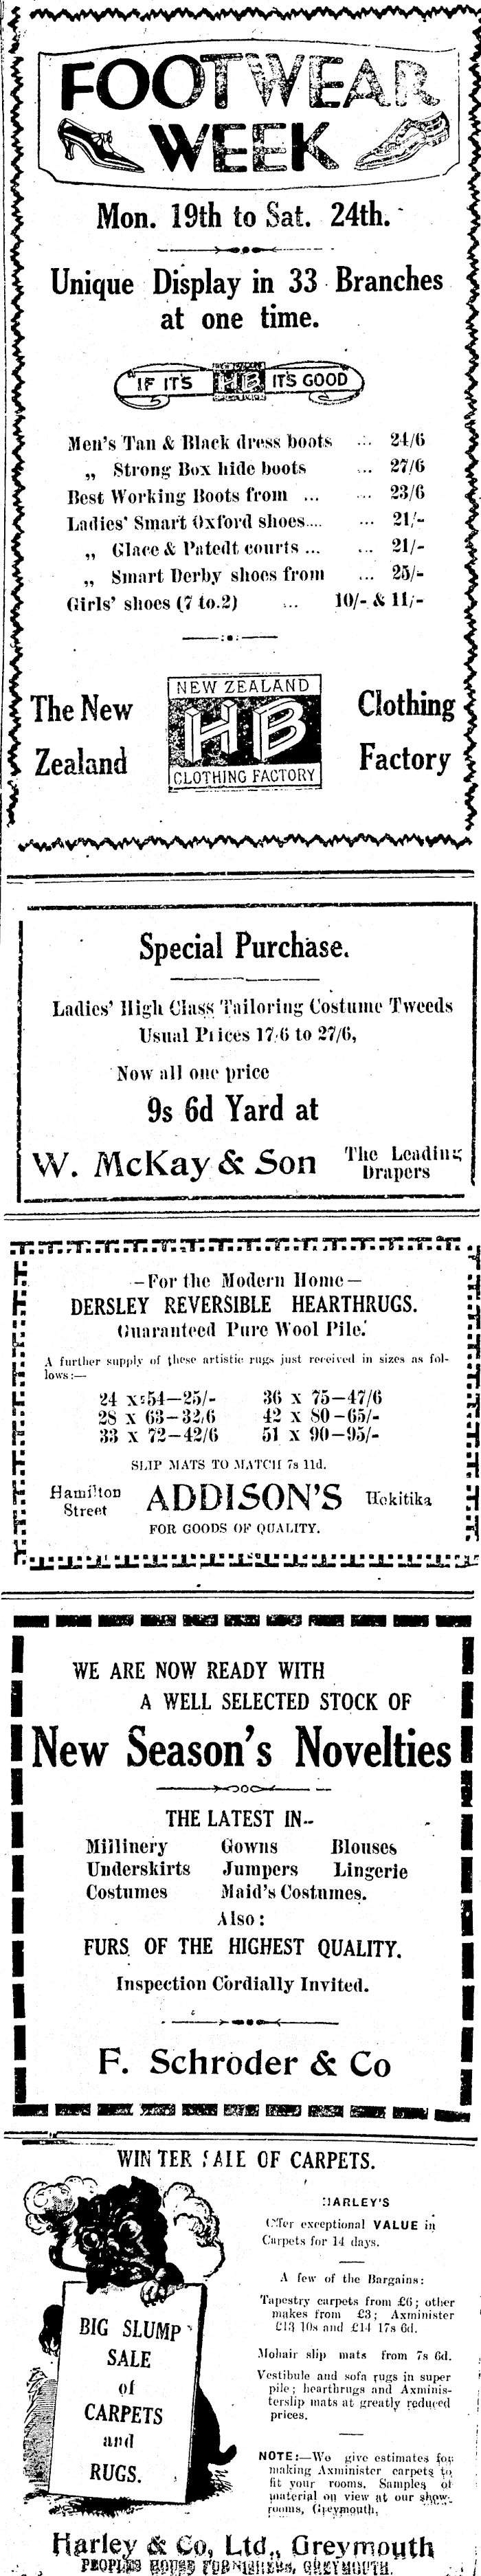 FOOTWEAR
WEEK
Mon. 19th to Sat. 24th.
Unique Display in 33 Branches
at one time.
"IF IT'S HB IT'S GOOD"
Men's Tan & Black dress boots ... 24/6
„ Strong Box hide boots ... 27/6
Best Working Boots from ... ... 23/6
Ladies' Smart Oxford shoes.... ... 21/-
„ Glace & Patedt courts ... ... 21/-
„ Smart Derby shoes from ... 25/-
Girls' shoes (7 to.2) ... 10/- & 11/-
The New Zealand
NEW ZEALAND
HB
CLOTHING FACTORY
Clothing Factory
Special Purchase.
Ladies' High Class Tailoring Costume Tweeds
Usual Prices 17/6 to 27/6,
Now all one price
9s 6d Yard at
W. McKay & Son The Leading
Drapers
—For the Modern Home—
DERSLEY REVERSIBLE HEARTHRUGS.
Guaranteed Pure Wool Pile.
A further supply of these artistic rugs just received in sizes as fol-
lows:—
24 x 54—25/- 36 x 75—47/6
28 x 63—32/6 42 x 80—65/-
33 x 72—42/6 51 x 90—95/-
SLIP MATS TO MATCH 7s 11d.
Hamilton
Street
ADDISON'S Hokitika
FOR GOODS OF QUALITY.
WE ARE NOW READY WITH
A WELL SELECTED STOCK OF
New Season's Novelties
THE LATEST IN--
Millinery Gowns Blouses
Underskirts Jumpers Lingerie
Costumes Maid's Costumes.
Also:
FURS OF THE HIGHEST QUALITY.
Inspection Cordially Invited.
F. Schroder & Co
WINTER SALE OF CARPETS.
BIG SLUMP
SALE
of
CARPETS
and
RUGS.
HARLEY'S
Offer exceptional VALUE in
Carpets for 14 days.
A few of the Bargains:
Tapestry carpets from £6; other
makes from £3; Axminister
£13 10s and £14 17s 6d.
Mohair slip mats from 7s 6d.
Vestibule and sofa rugs in super
pile; hearthrugs and Axminis-
terslip mats at greatly reduced
prices.
NOTE:—We give estimates for
making Axminister carpets to
fit your rooms. Samples of
material on view at our show-
rooms, Greymouth.
Harley & Co, Ltd., Greymouth
PEOPLES HOUSE FURNISHERS, GREYMOUTH.